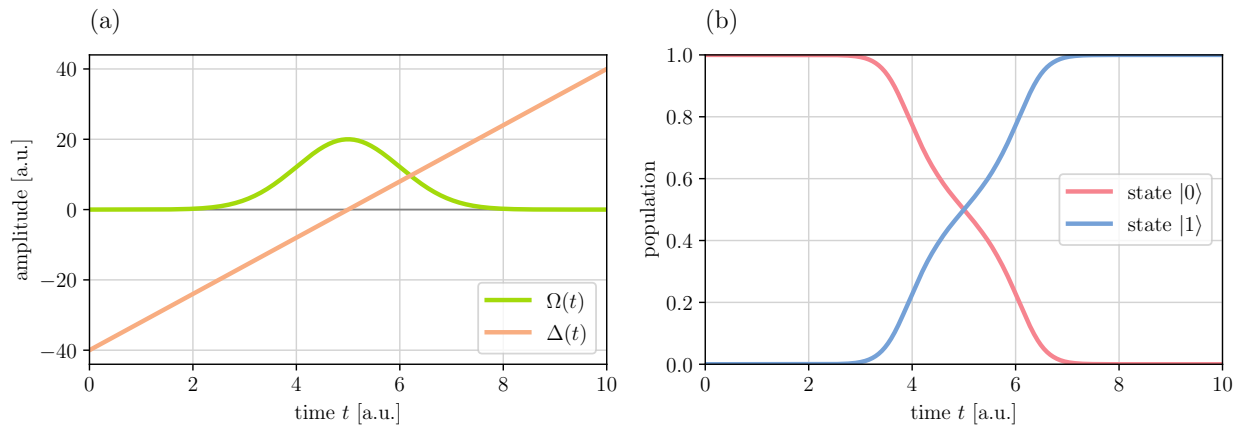 (a)
40
20
0
−20
−40
amplitude [a.u.]
Ω(t)
Δ(t)
0 2 4 6 8 10
time t [a.u.]
(b)
1.0
0.8
0.6
0.4
0.2
0.0
population
state |0⟩
state |1⟩
0 2 4 6 8 10
time t [a.u.]